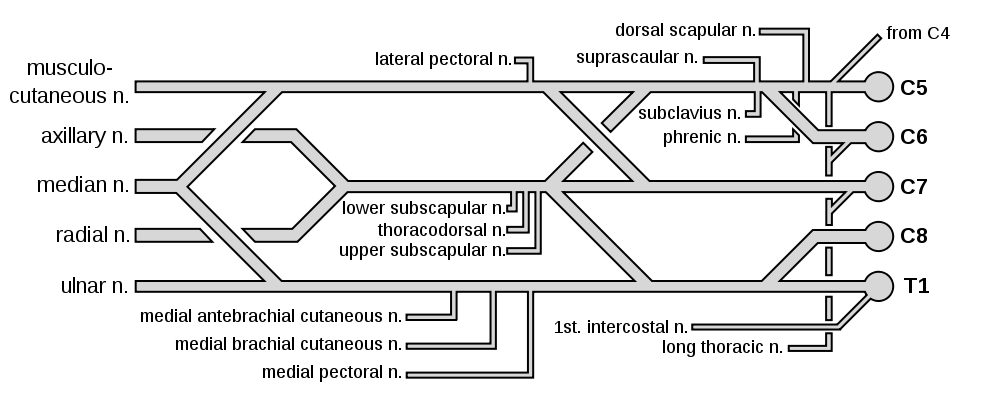 dorsal scapular n.
from C4
lateral pectoral n.
suprascaular n.
musculo-
cutaneous n.
C5
subclavius n.
axillary n.
phrenic n.
C6
median n.
C7
lower subscapular n.
thoracodorsal n.
radial n.
C8
upper subscapular n.
ulnar n.
T1
medial antebrachial cutaneous n.
1st. intercostal n.
medial brachial cutaneous n.
long thoracic n.
medial pectoral n.